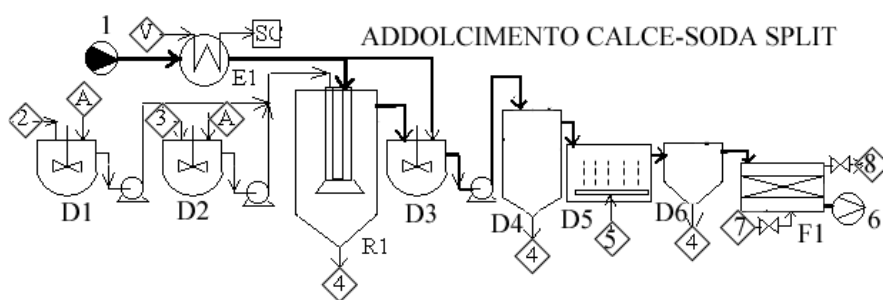 ADDOLCIMENTO CALCE-SODA SPLIT
1
V
SC
E1
2
A
3
A
D1
D2
R1
4
D3
D4
4
D5
5
D6
4
7
F1
8
6